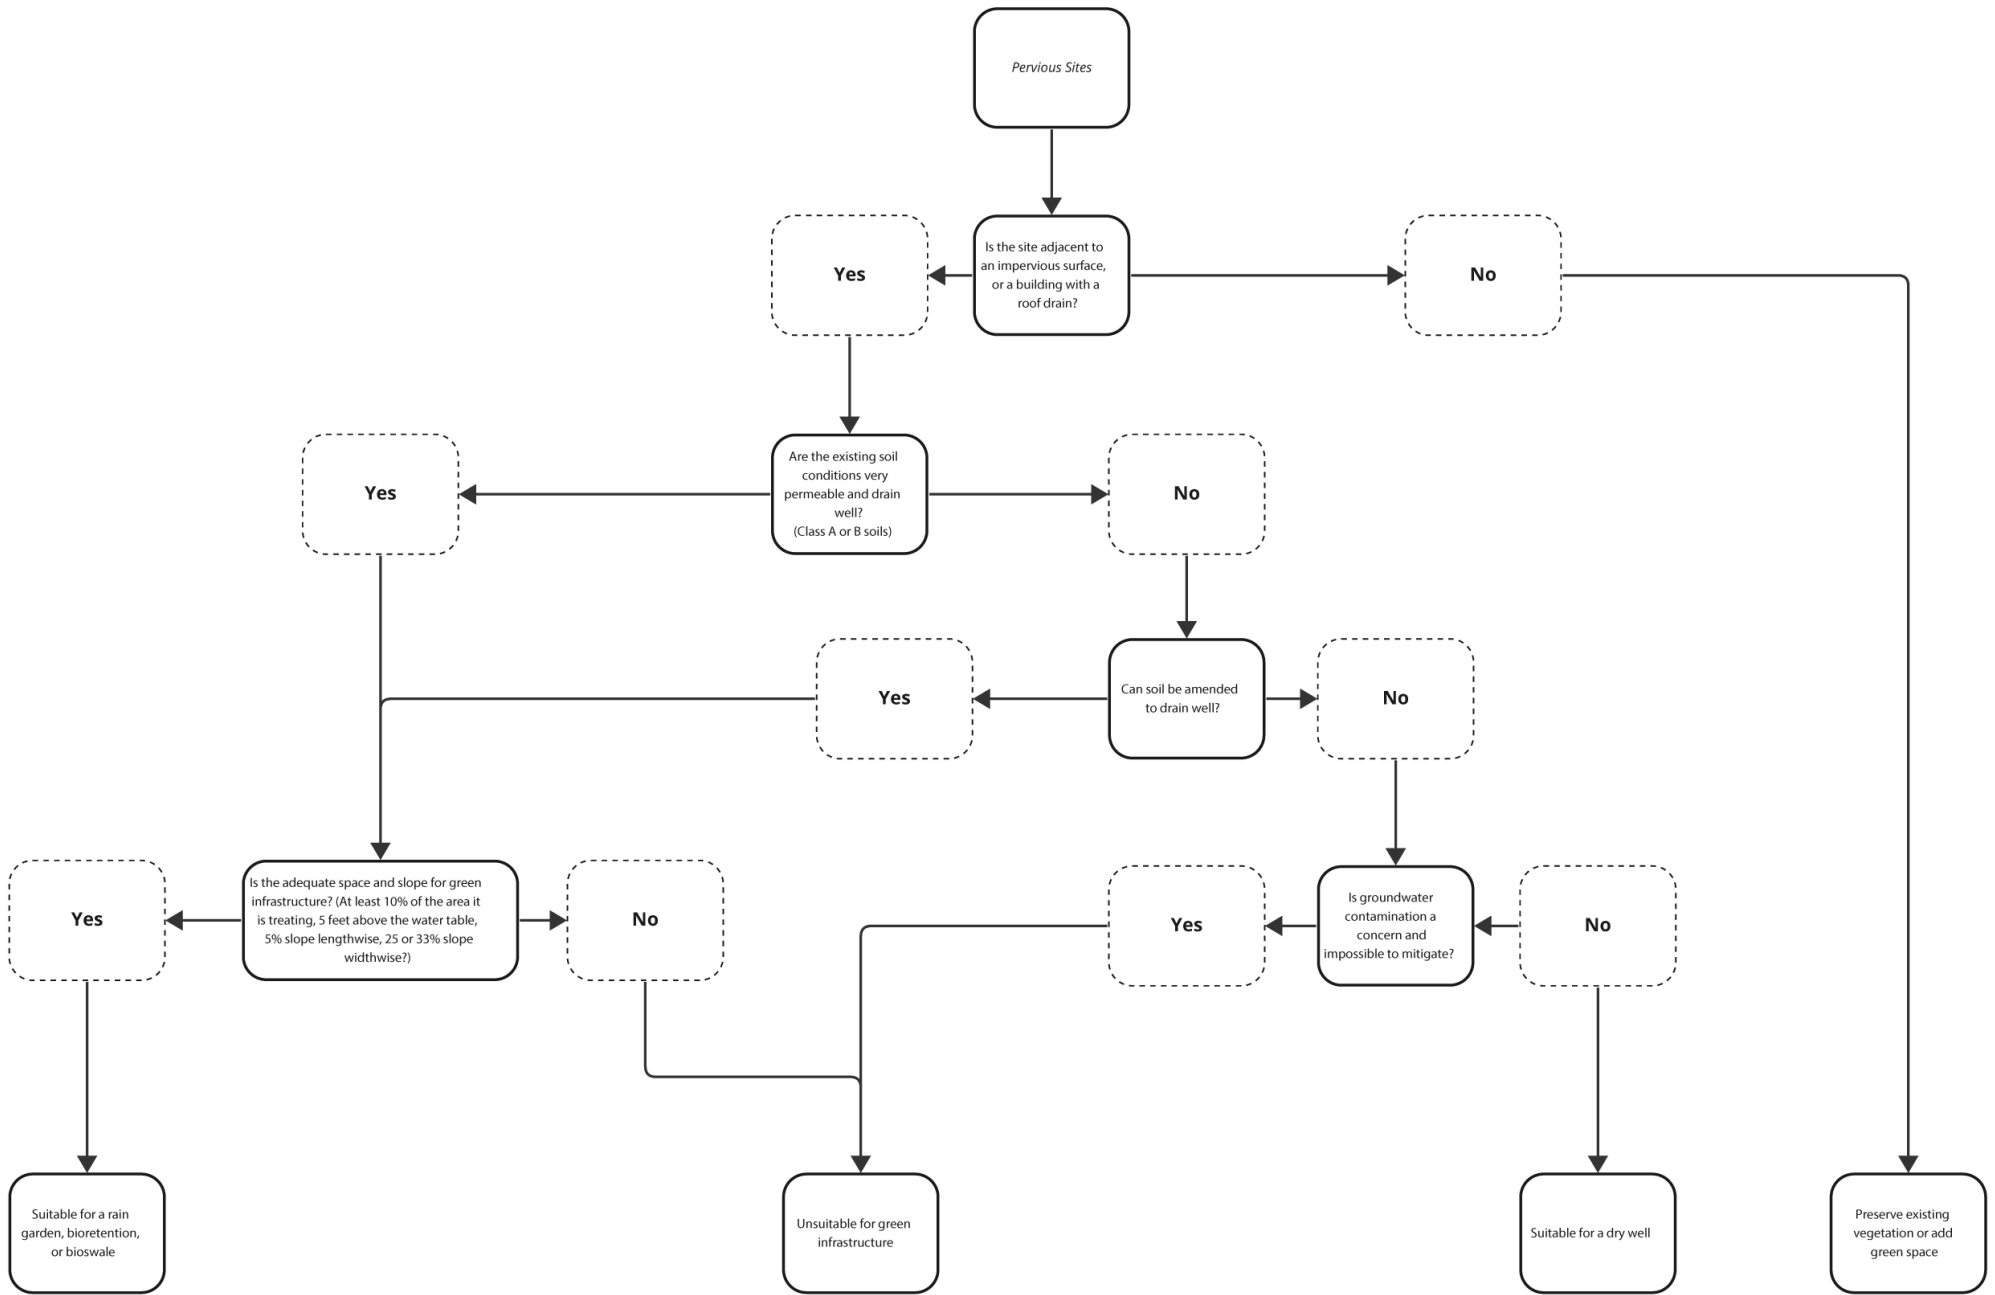 Pervious Sites
Yes
Is the site adjacent to
an impervious surface,
or a building with a
roof drain?
No
Yes
Are the existing soil
conditions very
permeable and drain
well?
(Class A or B soils)
No
Yes
Can soil be amended
to drain well?
No
Yes
Is the adequate space and slope for green
infrastructure? (At least 10% of the area it
is treating, 5 feet above the water table,
5% slope lengthwise, 25 or 33% slope
widthwise?)
No
Yes
Is groundwater
contamination a
concern and
impossible to mitigate?
No
Suitable for a rain
garden, bioretention,
or bioswale
Unsuitable for green
infrastructure
Suitable for a dry well
Preserve existing
vegetation or add
green space